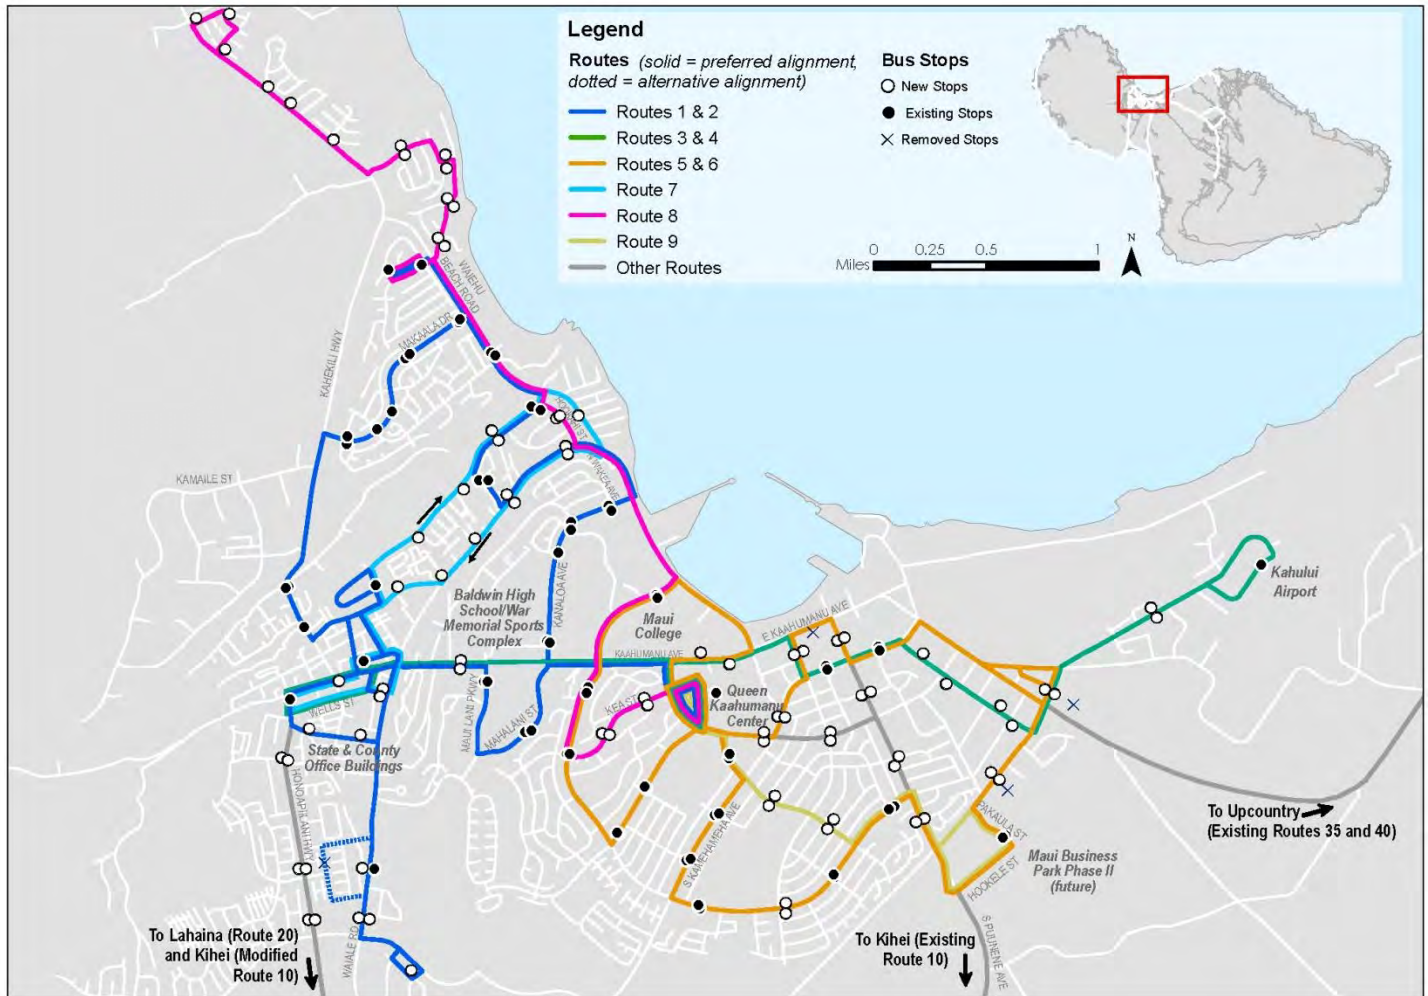 Legend
Routes (solid = preferred alignment,
dotted = alternative alignment)
Routes 1 & 2
Routes 3 & 4
Routes 5 & 6
Route 7
Route 8
Route 9
Other Routes
Bus Stops
New Stops
Existing Stops
Removed Stops
N
0 0.25 0.5 1
Miles
WAIEHU
BEACH ROAD
MAKAALA DR
KAHEKILI HWY
KAMAILE ST
KANALOA AVE
Baldwin High
School/War
Memorial Sports
Complex
Maui
College
E KAAHUMANU AVE
Kahului
Airport
KAAHUMANU AVE
WELLS ST
MAUI LANI PKWY
MAHALANI ST
KEA ST
Queen
Kaahumanu
Center
State & County
Office Buildings
HONOAPIILANI HWY
S KAMEHAMEHA AVE
PAKAULA ST
HOOKELE ST
Maui Business
Park Phase II
(future)
To Upcountry
(Existing Routes 35 and 40)
To Lahaina (Route 20)
and Kihei (Modified
Route 10)
WAIALE RD
To Kihei (Existing
Route 10)
S PUUNENE AVE